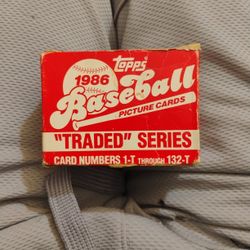 Topps
1986
Baseball
PICTURE CARDS
"TRADED" SERIES
CARD NUMBERS 1-T THROUGH 132-T